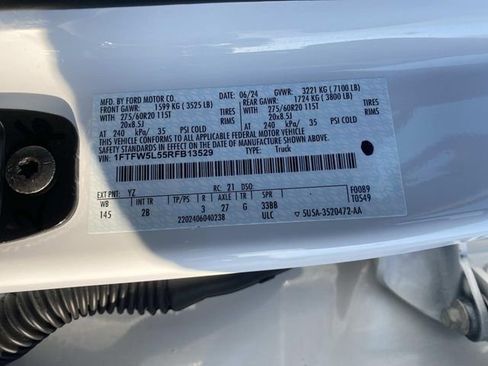 MFD. BY FORD MOTOR CO. DATE: 06/24 GVWR: 3221 KG (7100 LB)
FRONT GAWR: 1599 KG (3525 LB) REAR GAWR: 1724 KG (3800 LB)
WITH 275/60R20 115T TIRES WITH 275/60R20 115T TIRES
20x8.5J RIMS 20x8.5J RIMS
AT 240 kPa/ 35 PSI COLD AT 240 kPa/ 35 PSI COLD
THIS VEHICLE CONFORMS TO ALL APPLICABLE FEDERAL MOTOR VEHICLE
SAFETY STANDARDS IN EFFECT ON THE DATE OF MANUFACTURE SHOWN ABOVE.
VIN: 1FTFW5L55RFB13529 TYPE: Truck
EXT PNT: YZ RC: 21 DSO: F0089
WB INT TR TP/PS R AXLE TR SPR T0549
145 2B 3 27 G 33BB
2202406040238 ULC 5U5A-3520472-AA